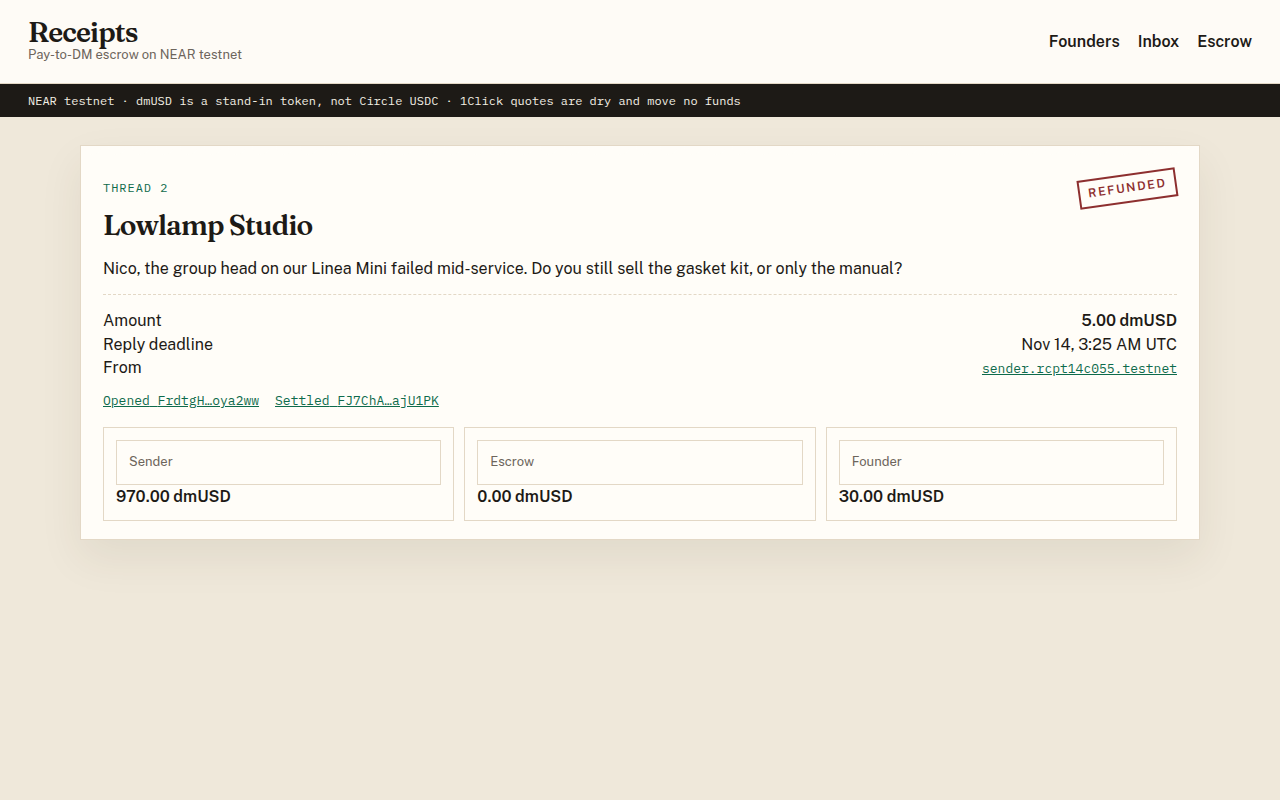 Receipts
Pay-to-DM escrow on NEAR testnet
Founders Inbox Escrow
NEAR testnet · dmUSD is a stand-in token, not Circle USDC · 1Click quotes are dry and move no funds
THREAD 2
REFUNDED
Lowlamp Studio
Nico, the group head on our Linea Mini failed mid-service. Do you still sell the gasket kit, or only the manual?
Amount 5.00 dmUSD
Reply deadline Nov 14, 3:25 AM UTC
From sender.rcpt14c055.testnet
Opened FrdtgH…oya2ww Settled FJ7ChA…ajU1PK
Sender Escrow Founder
970.00 dmUSD 0.00 dmUSD 30.00 dmUSD